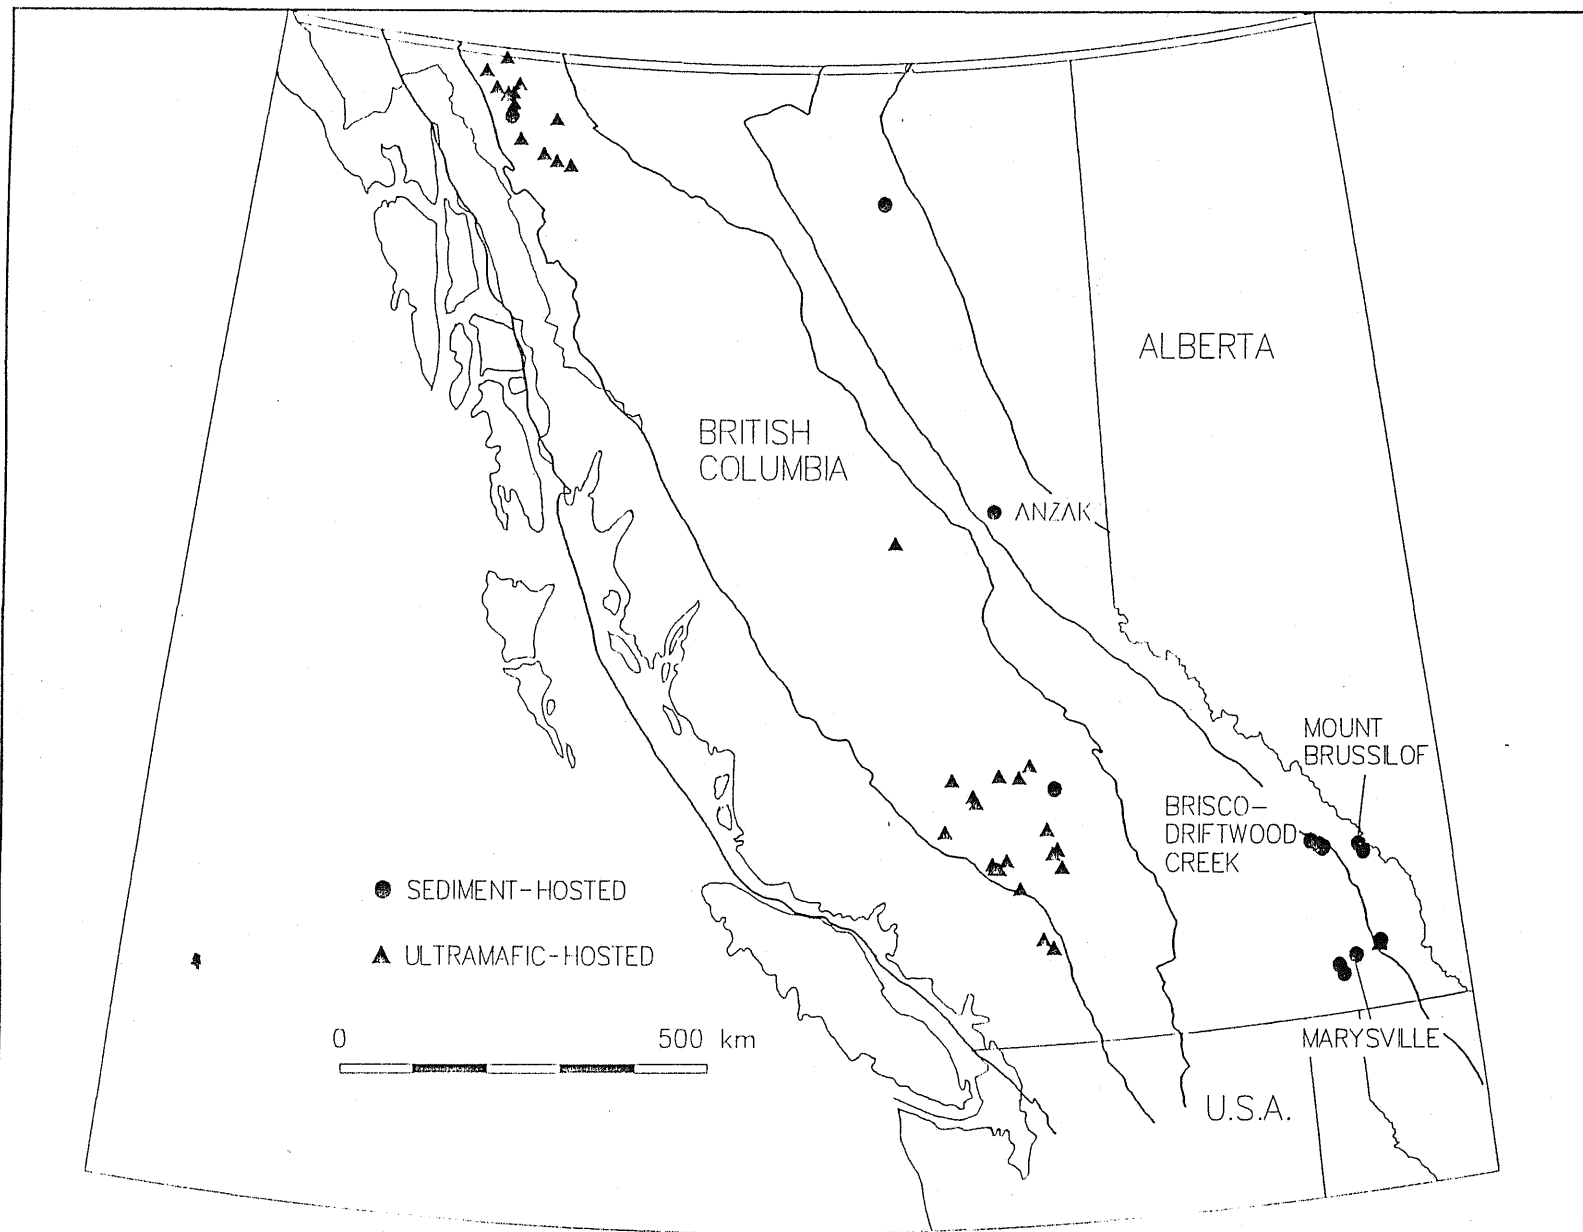 ALBERTA
BRITISH
COLUMBIA
ANZAK
MOUNT
BRUSSILOF
BRISCO-
DRIFTWOOD
CREEK
SEDIMENT-HOSTED
ULTRAMAFIC-HOSTED
0 500 km
MARYSVILLE
U.S.A.